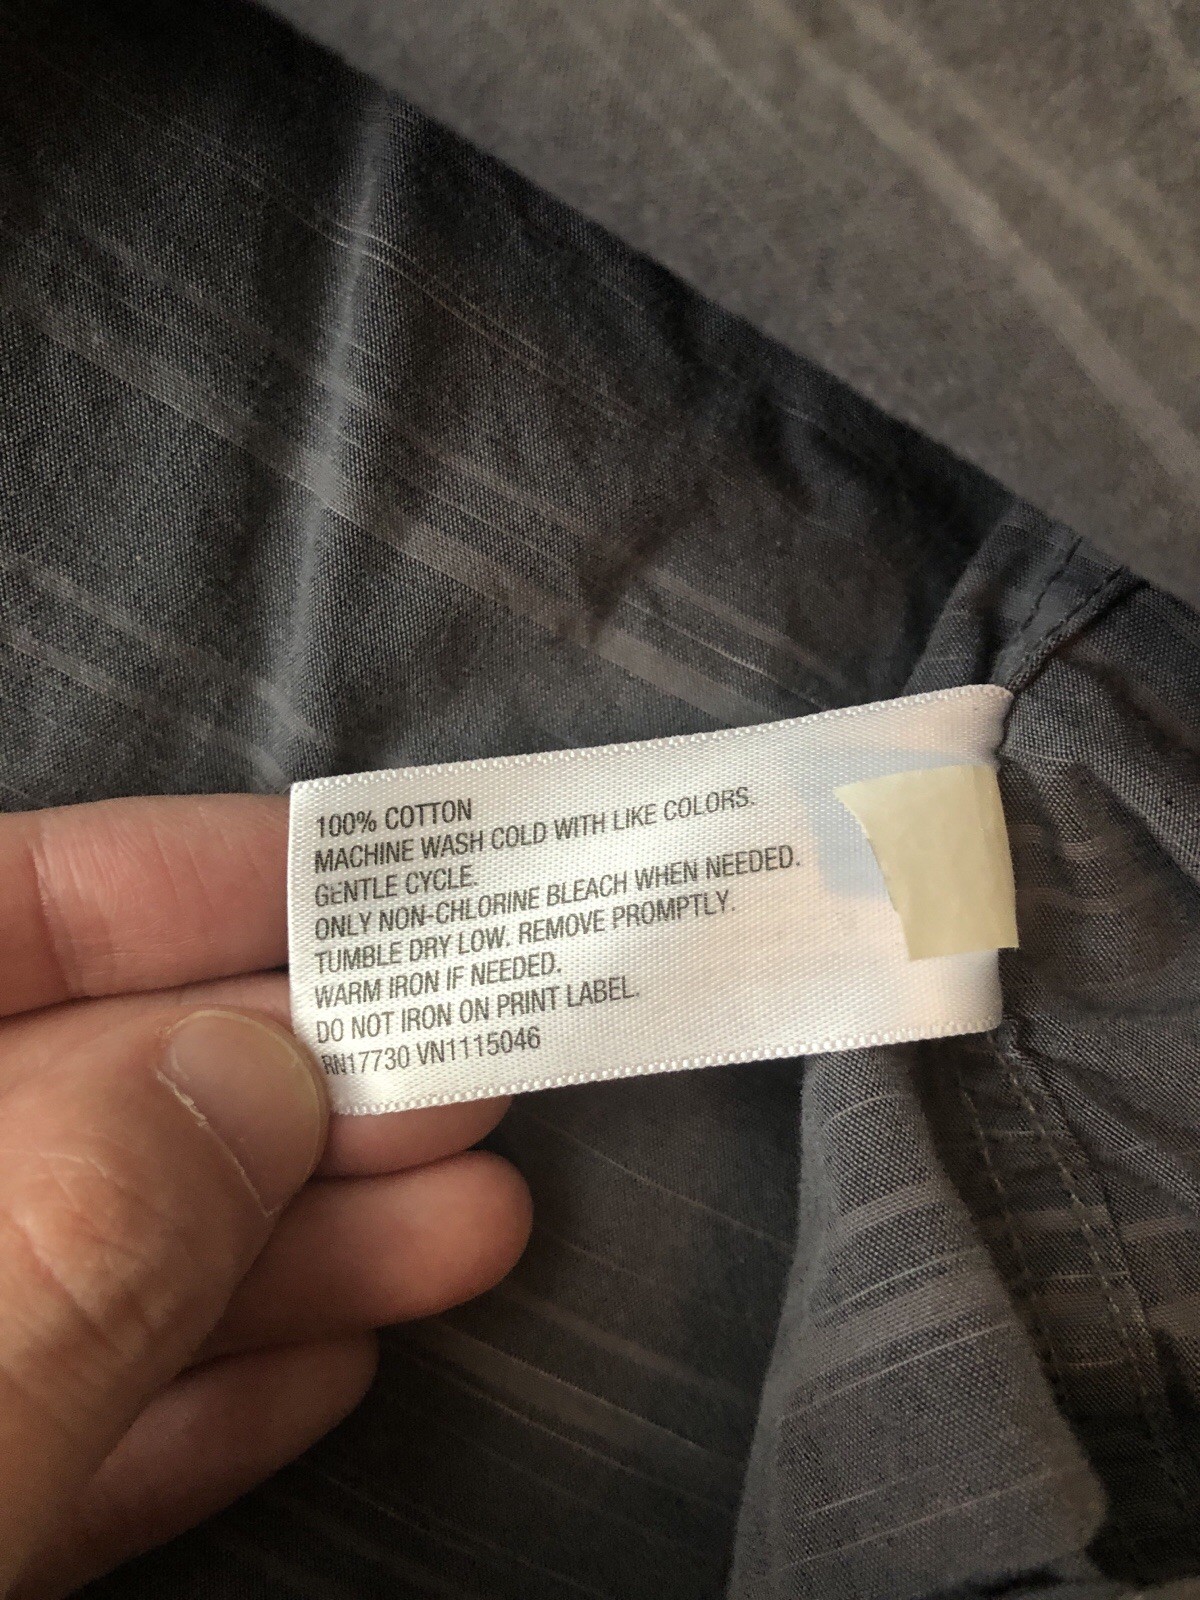 100% COTTON
MACHINE WASH COLD WITH LIKE COLORS.
GENTLE CYCLE.
ONLY NON-CHLORINE BLEACH WHEN NEEDED.
TUMBLE DRY LOW. REMOVE PROMPTLY.
WARM IRON IF NEEDED.
DO NOT IRON ON PRINT LABEL.
RN17730 VN1115046